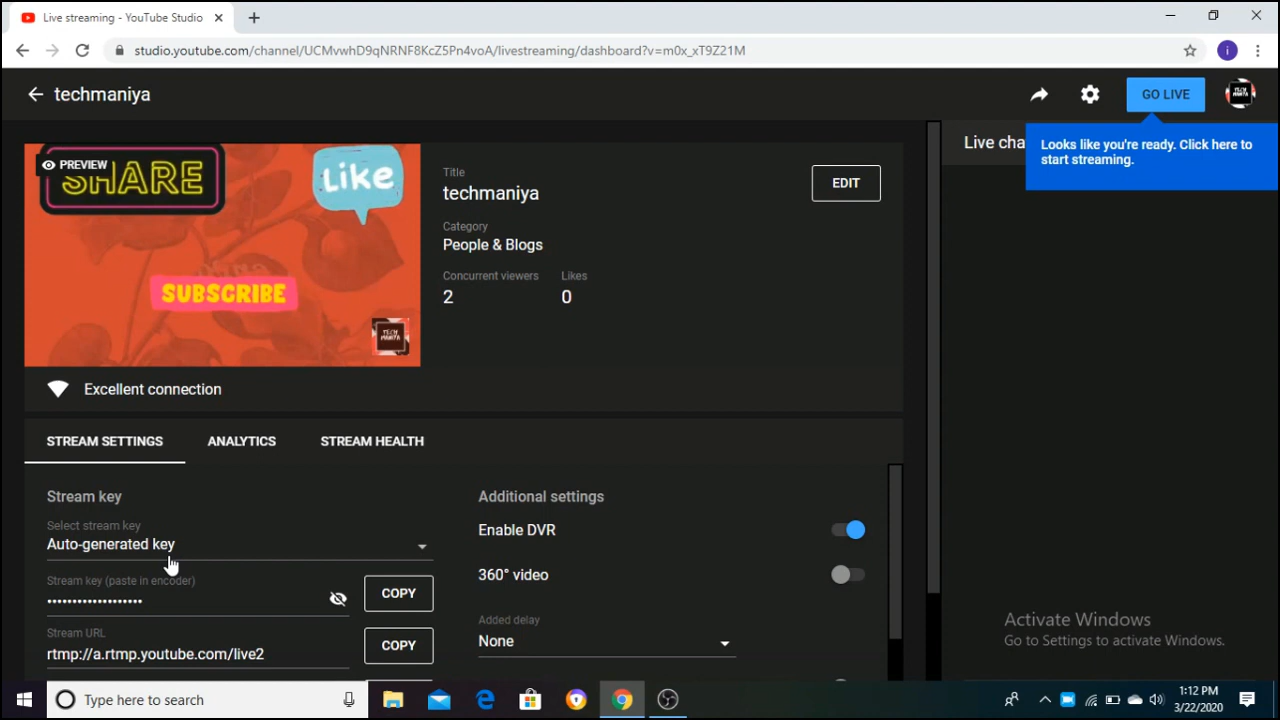 Live streaming - YouTube Studio
studio.youtube.com/channel/UCMvwhD9qNRNF8KcZ5Pn4voA/livestreaming/dashboard?v=m0x_xT9Z21M
i
techmaniya
GO LIVE
TECH
MANIYA
Looks like you're ready. Click here to
start streaming.
Live cha
PREVIEW
SHARE
Like
SUBSCRIBE
TECH
MANIYA
Title
techmaniya
EDIT
Category
People & Blogs
Concurrent viewers
Likes
2
0
Excellent connection
STREAM SETTINGS
ANALYTICS
STREAM HEALTH
Stream key
Select stream key
Auto-generated key
Stream key (paste in encoder)
•••••••••••••••••••
COPY
Stream URL
rtmp://a.rtmp.youtube.com/live2
COPY
Additional settings
Enable DVR
360° video
Added delay
None
Activate Windows
Go to Settings to activate Windows.
Type here to search
1:12 PM
3/22/2020